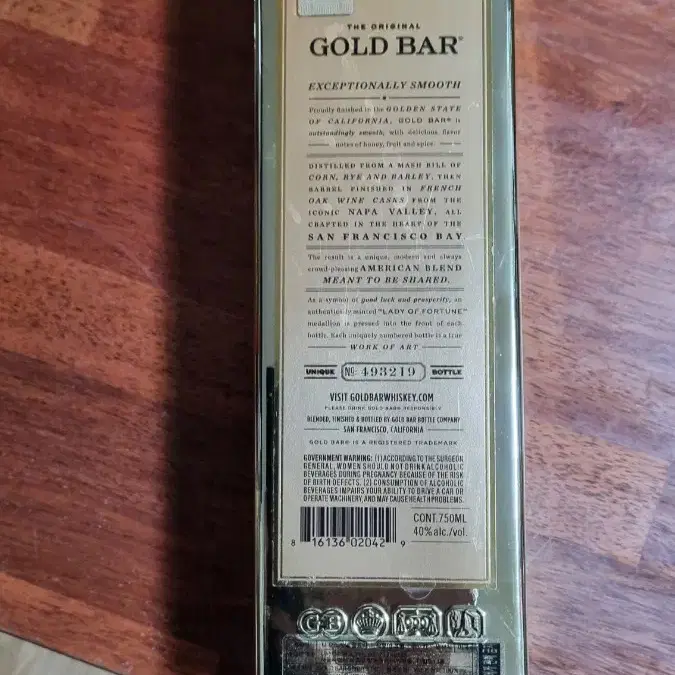 THE ORIGINAL
GOLD BAR®
EXCEPTIONALLY SMOOTH
Proudly finished in the GOLDEN STATE
OF CALIFORNIA, GOLD BAR® is
outstandingly smooth, with delicious flavor
notes of honey, fruit and spice.
DISTILLED FROM A MASH BILL OF
CORN, RYE AND BARLEY, THEN
BARREL FINISHED IN FRENCH
OAK WINE CASKS FROM THE
ICONIC NAPA VALLEY, ALL
CRAFTED IN THE HEART OF THE
SAN FRANCISCO BAY
The result is a unique, modern and always
crowd-pleasing AMERICAN BLEND
MEANT TO BE SHARED.
As a symbol of good luck and prosperity, an
authentically minted "LADY OF FORTUNE"
medallion is pressed into the front of each
bottle. Each uniquely numbered bottle is a true
WORK OF ART
UNIQUE № 493219 BOTTLE
VISIT GOLDBARWHISKEY.COM
PLEASE DRINK GOLD BAR® RESPONSIBLY
BLENDED, FINISHED & BOTTLED BY GOLD BAR BOTTLE COMPANY
SAN FRANCISCO, CALIFORNIA
GOLD BAR® IS A REGISTERED TRADEMARK
GOVERNMENT WARNING: (1) ACCORDING TO THE SURGEON
GENERAL, WOMEN SHOULD NOT DRINK ALCOHOLIC
BEVERAGES DURING PREGNANCY BECAUSE OF THE RISK
OF BIRTH DEFECTS. (2) CONSUMPTION OF ALCOHOLIC
BEVERAGES IMPAIRS YOUR ABILITY TO DRIVE A CAR OR
OPERATE MACHINERY, AND MAY CAUSE HEALTH PROBLEMS.
CONT. 750ML
40% alc./vol.
8 16136 02042 9
GB